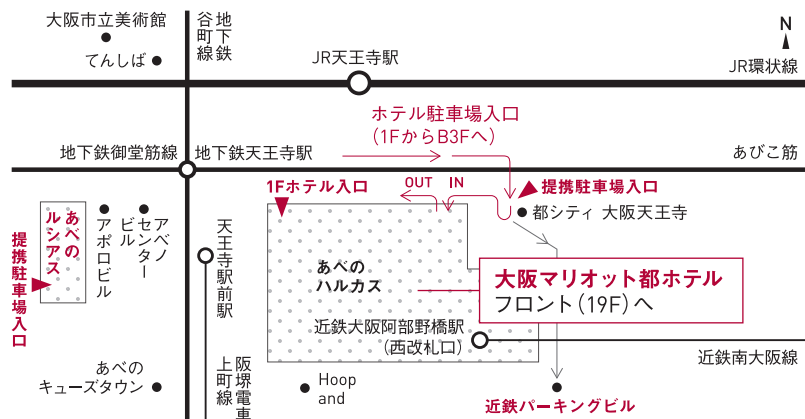 大阪市立美術館
てんしば
地下鉄
谷町線
JR天王寺駅
N
JR環状線
ホテル駐車場入口
(1FからB3Fへ)
地下鉄御堂筋線
地下鉄天王寺駅
あびこ筋
1Fホテル入口
OUT
IN
提携駐車場入口
都シティ 大阪天王寺
あべの
ルシアス
提携駐車場入口
アポロビル
アベノ
センター
ビル
天王寺駅前駅
あべの
ハルカス
大阪マリオット都ホテル
フロント(19F)へ
近鉄大阪阿部野橋駅
(西改札口)
近鉄南大阪線
あべの
キューズタウン
阪堺電車
上町線
Hoop
and
近鉄パーキングビル